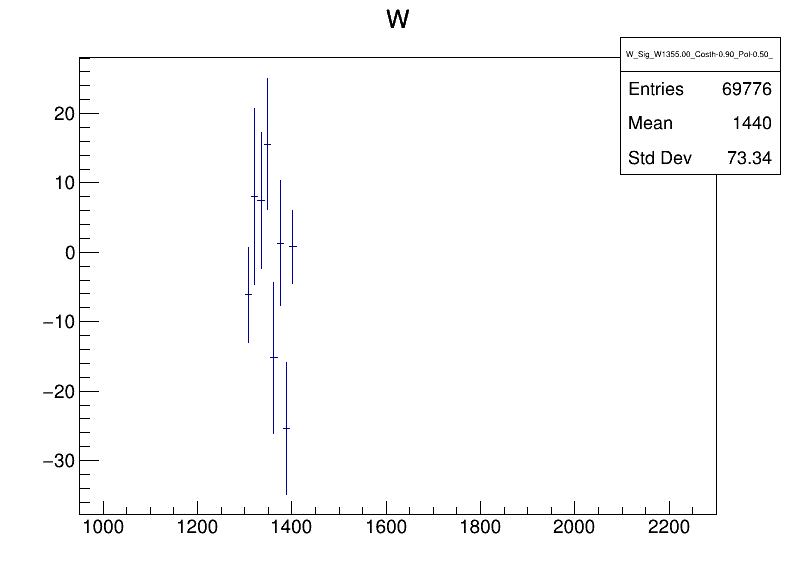 W
W_Sig_W1355.00_Costh-0.90_Pol-0.50_
Entries 69776
Mean 1440
Std Dev 73.34
20
10
0
−10
−20
−30
1000 1200 1400 1600 1800 2000 2200